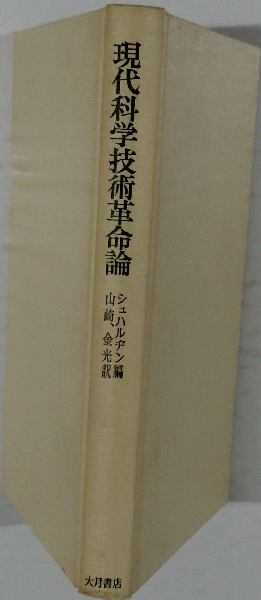 現代科学技術革命論
シュハルヂン編
山崎、金光訳
大月書店